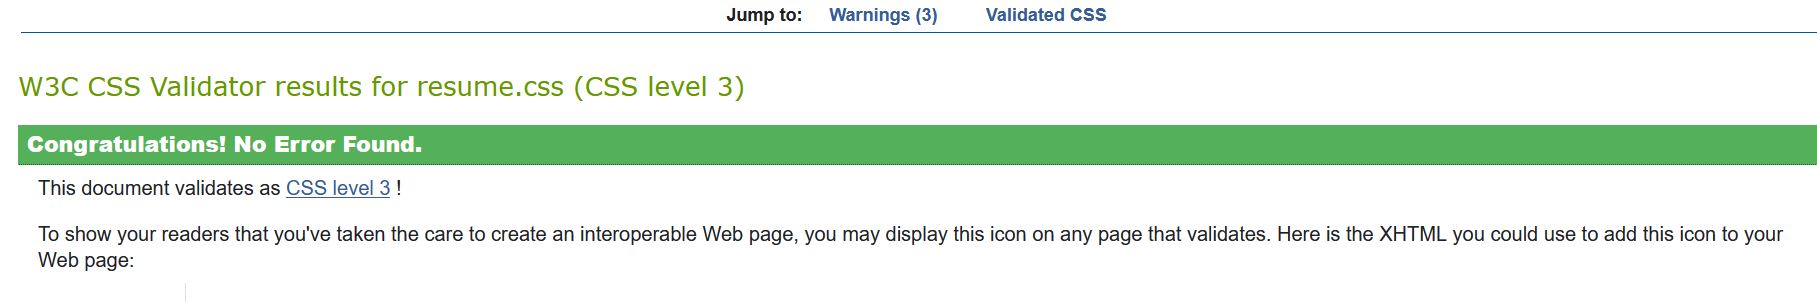 Jump to: Warnings (3) Validated CSS
W3C CSS Validator results for resume.css (CSS level 3)
Congratulations! No Error Found.
This document validates as CSS level 3 !
To show your readers that you've taken the care to create an interoperable Web page, you may display this icon on any page that validates. Here is the XHTML you could use to add this icon to your
Web page: